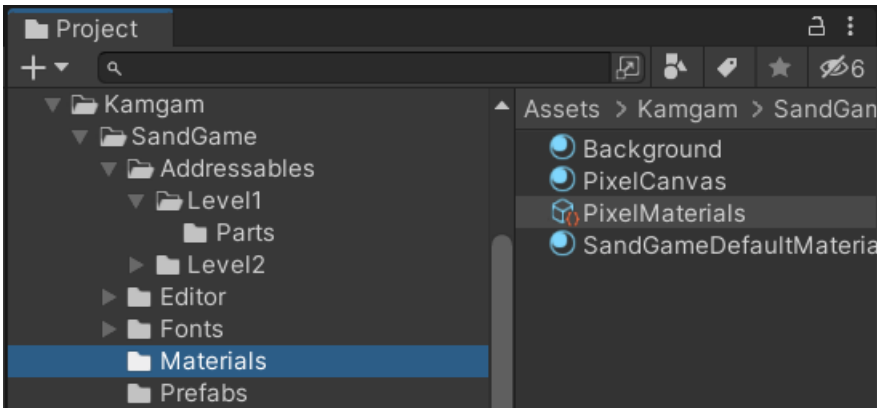 Project
6
Kamgam
SandGame
Addressables
Level1
Parts
Level2
Editor
Fonts
Materials
Prefabs
Assets > Kamgam > SandGan
Background
PixelCanvas
PixelMaterials
SandGameDefaultMateria